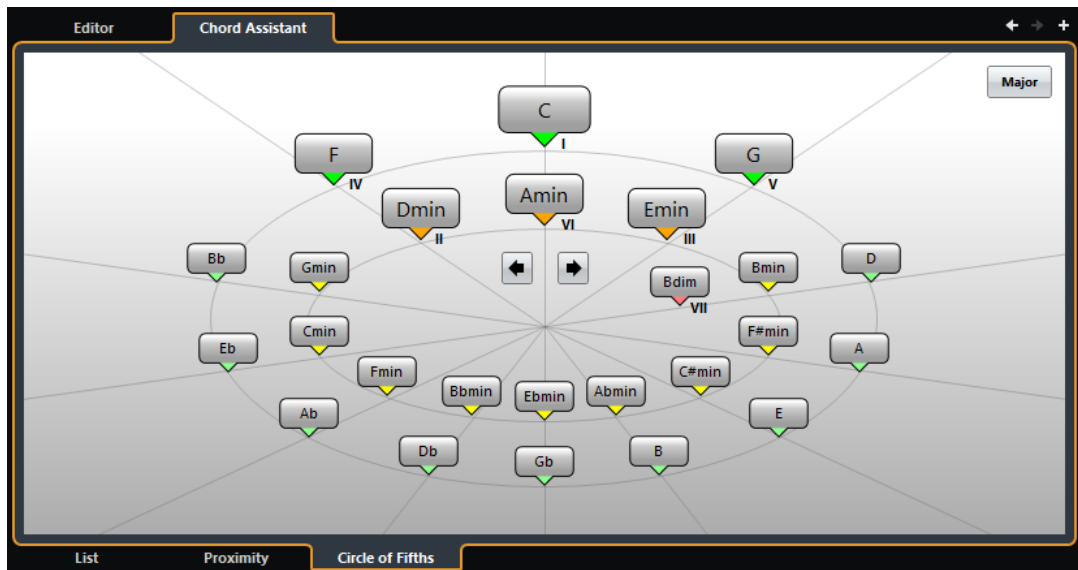 Editor
Chord Assistant
Major
C
I
F
IV
G
V
Amin
VI
Dmin
II
Emin
III
Bb
Gmin
Bdim
VII
Bmin
D
Eb
Cmin
F#min
A
Fmin
C#min
Bbmin
Ebmin
Abmin
Ab
E
Db
Gb
B
List
Proximity
Circle of Fifths